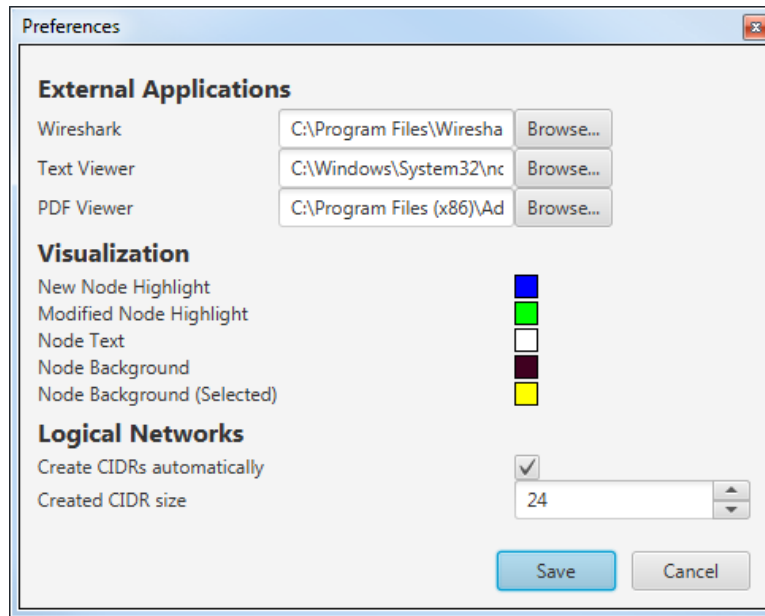 Preferences
External Applications
Wireshark C:\Program Files\Wiresha Browse...
Text Viewer C:\Windows\System32\nc Browse...
PDF Viewer C:\Program Files (x86)\Ad Browse...
Visualization
New Node Highlight
Modified Node Highlight
Node Text
Node Background
Node Background (Selected)
Logical Networks
Create CIDRs automatically
Created CIDR size 24
Save Cancel